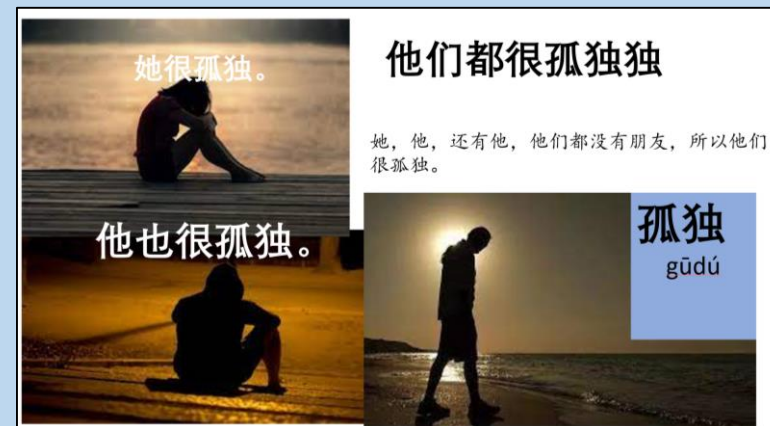 她很孤独。
他们都很孤独独
她，他，还有他，他们都没有朋友，所以他们
很孤独。
他也很孤独。
孤独
gūdú